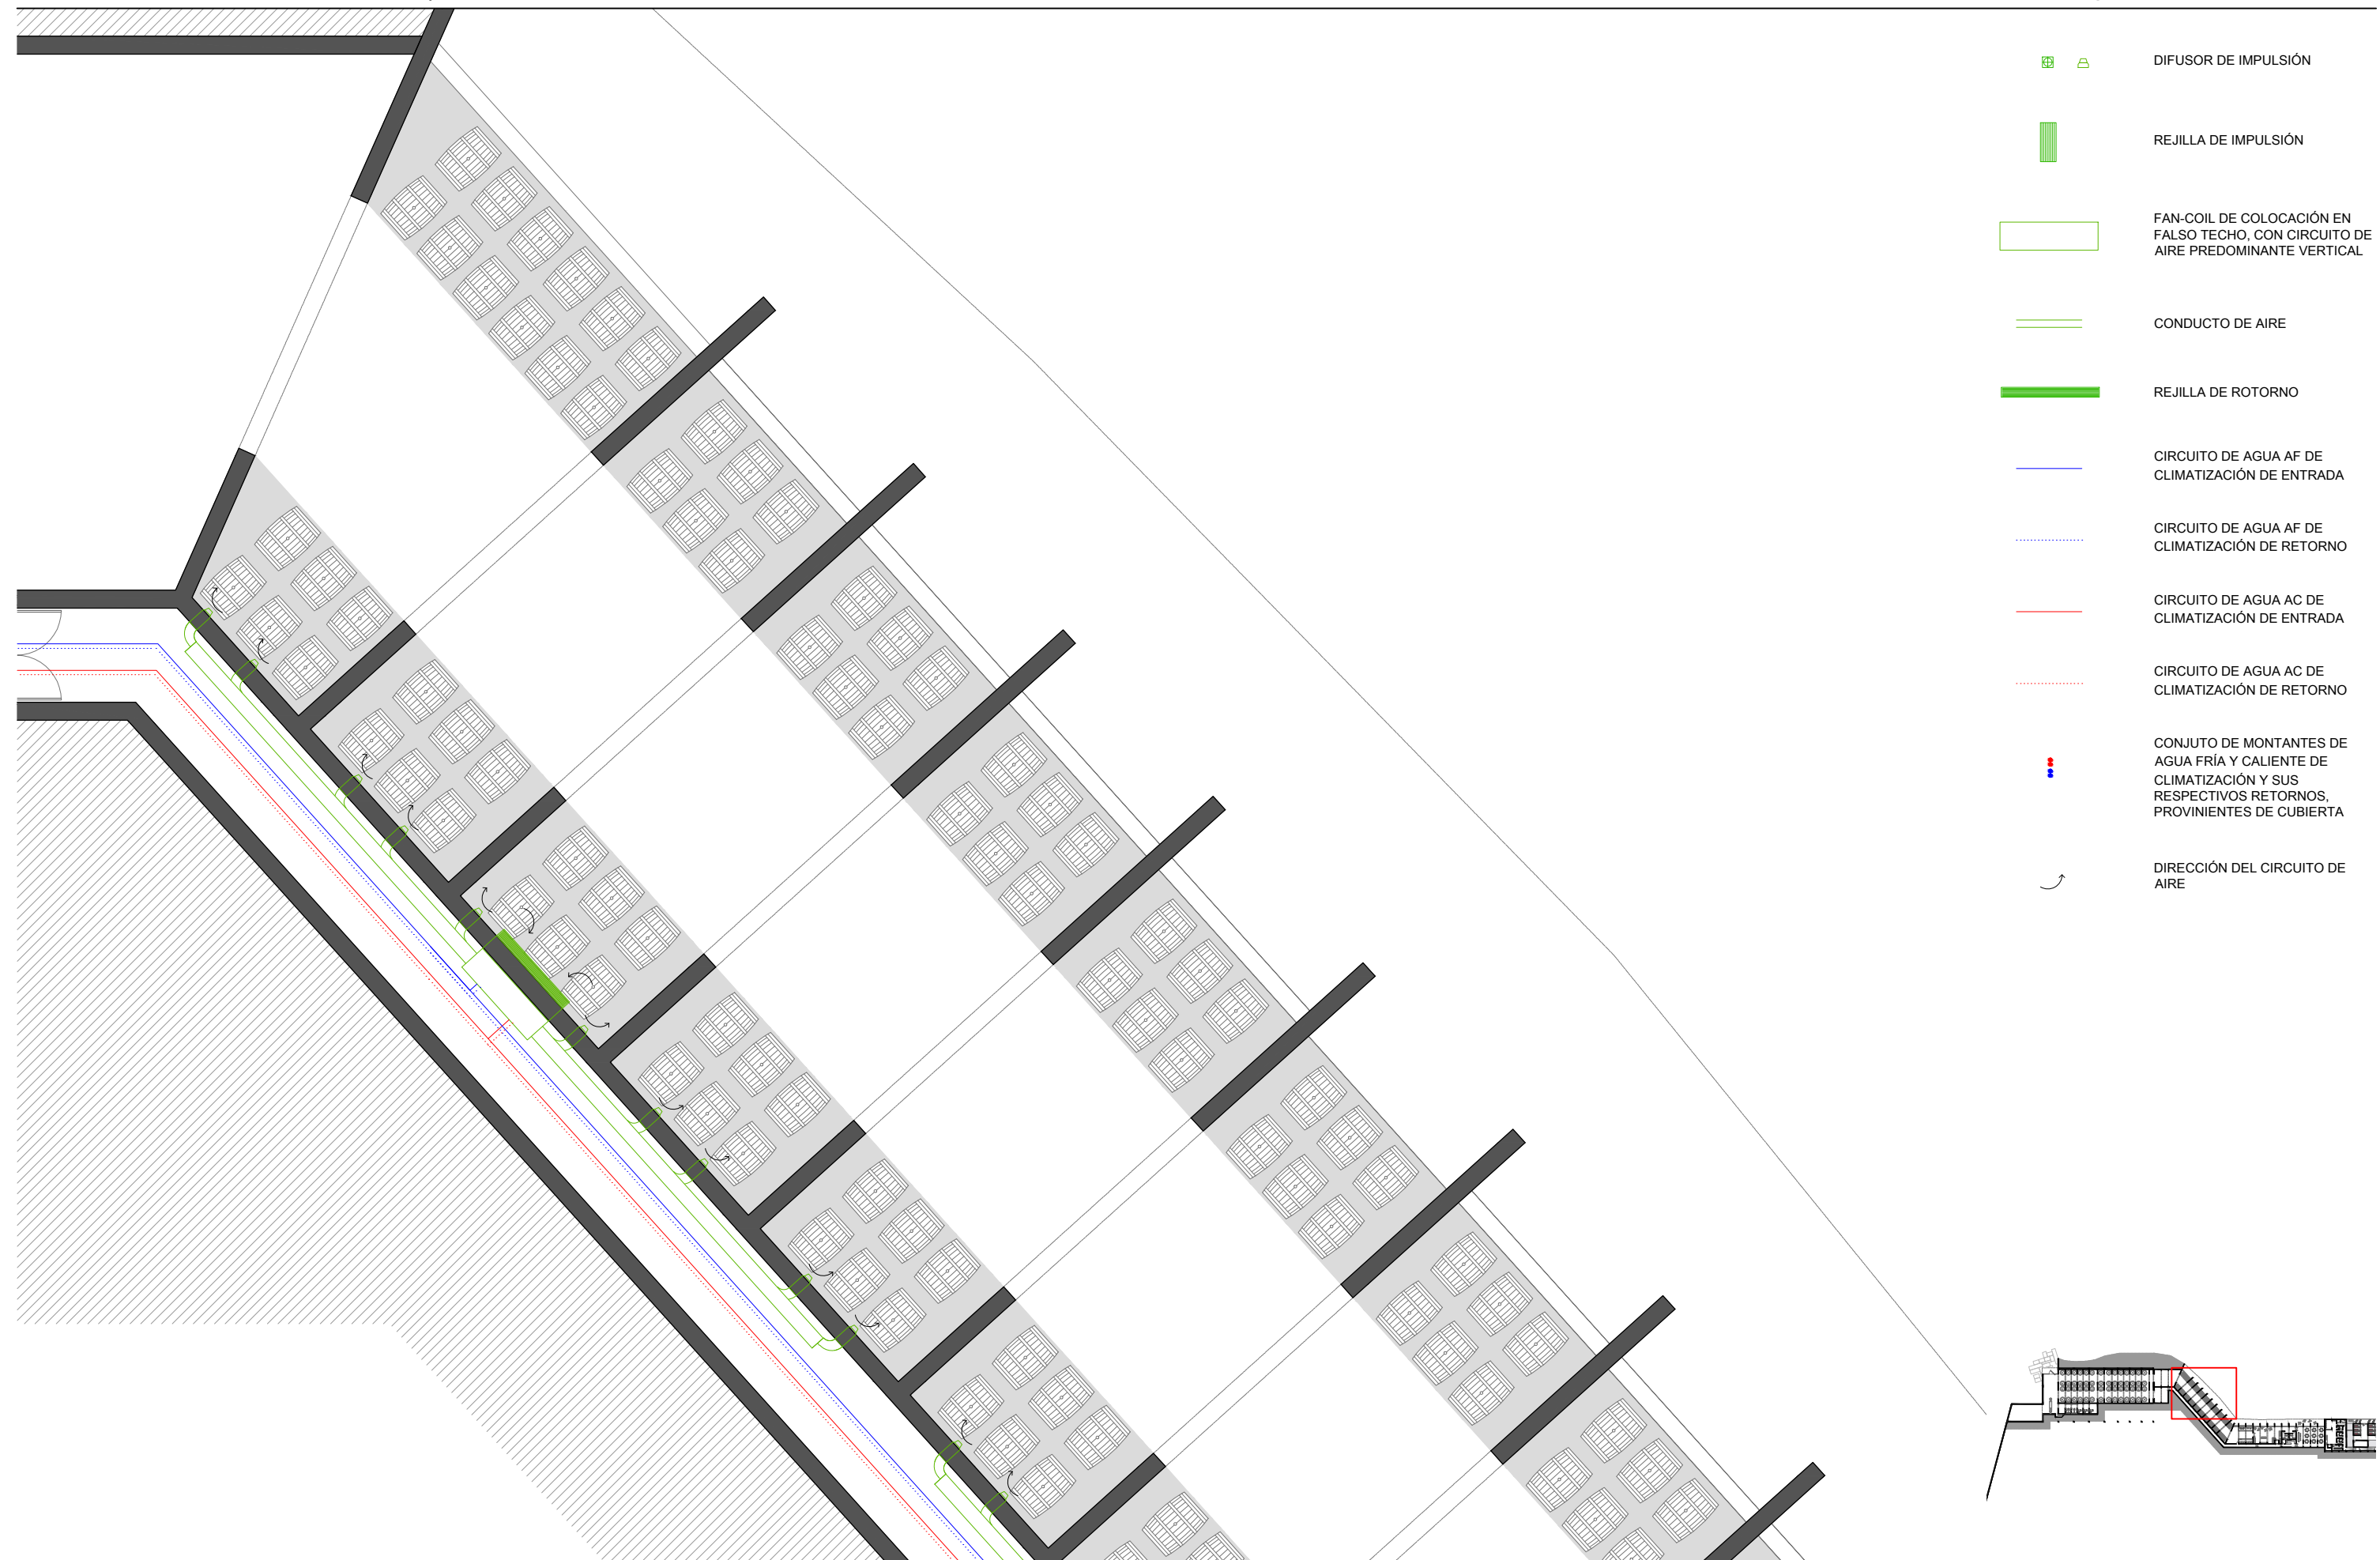 DIFUSOR DE IMPULSIÓN
REJILLA DE IMPULSIÓN
FAN-COIL DE COLOCACIÓN EN
FALSO TECHO, CON CIRCUITO DE
AIRE PREDOMINANTE VERTICAL
CONDUCTO DE AIRE
REJILLA DE ROTORNO
CIRCUITO DE AGUA AF DE
CLIMATIZACIÓN DE ENTRADA
CIRCUITO DE AGUA AF DE
CLIMATIZACIÓN DE RETORNO
CIRCUITO DE AGUA AC DE
CLIMATIZACIÓN DE ENTRADA
CIRCUITO DE AGUA AC DE
CLIMATIZACIÓN DE RETORNO
CONJUTO DE MONTANTES DE
AGUA FRÍA Y CALIENTE DE
CLIMATIZACIÓN Y SUS
RESPECTIVOS RETORNOS,
PROVINIENTES DE CUBIERTA
DIRECCIÓN DEL CIRCUITO DE
AIRE